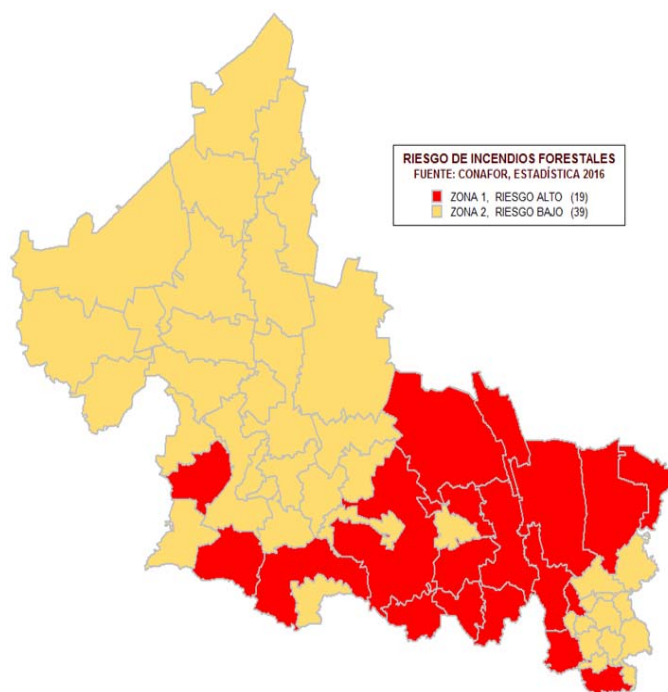 RIESGO DE INCENDIOS FORESTALES
FUENTE: CONAFOR, ESTADÍSTICA 2016
ZONA 1, RIESGO ALTO (19)
ZONA 2, RIESGO BAJO (39)